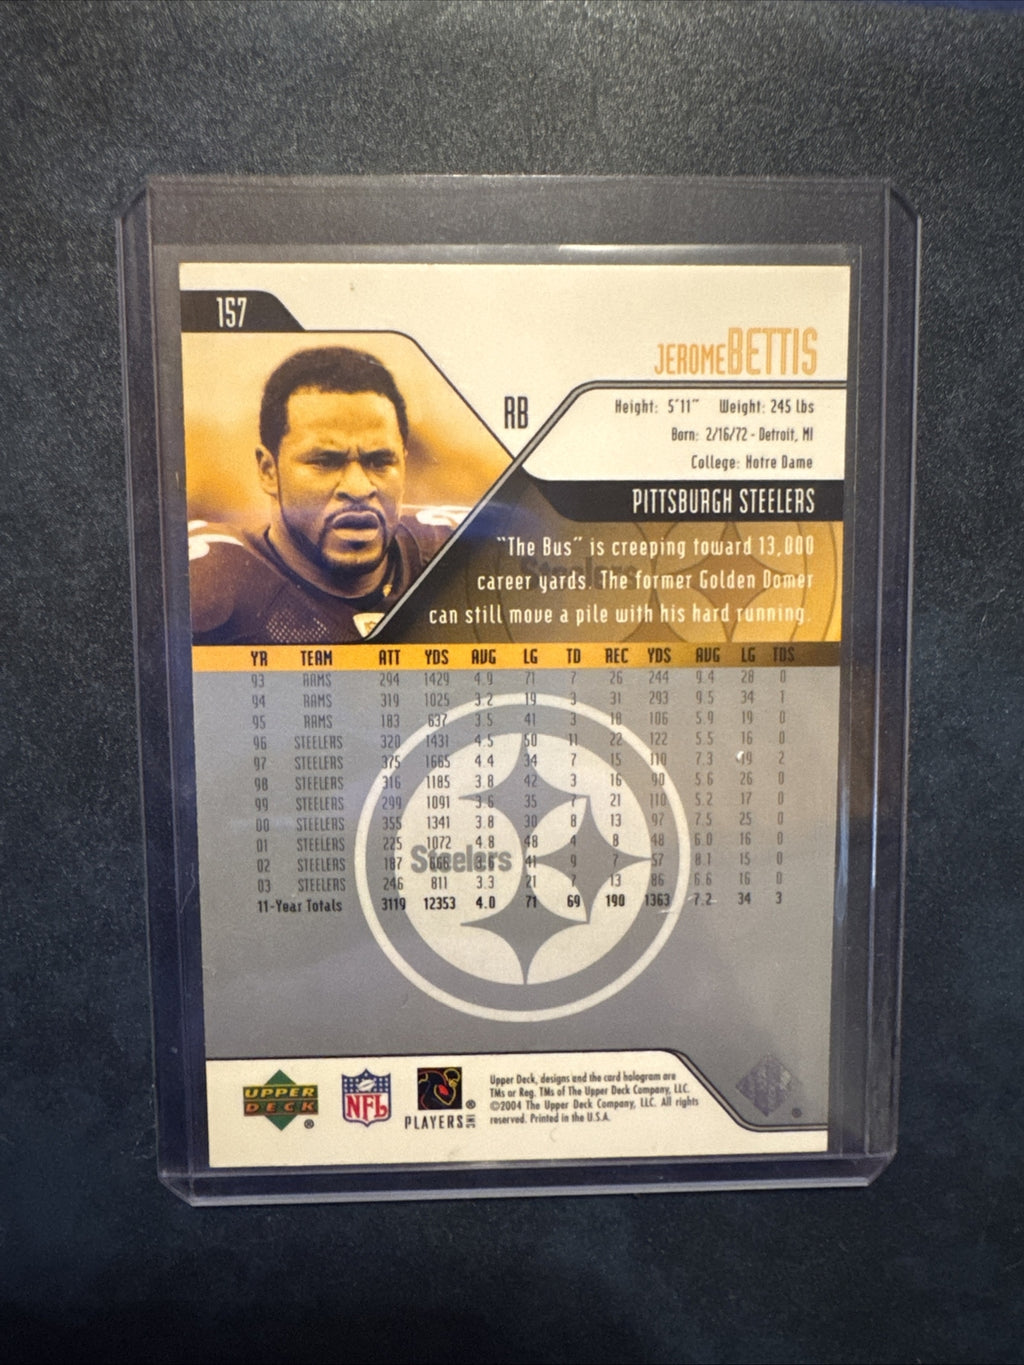 157
JEROME BETTIS
RB
Height: 5'11" Weight: 245 lbs
Born: 2/16/72 - Detroit, MI
College: Notre Dame
PITTSBURGH STEELERS
"The Bus" is creeping toward 13,000
career yards. The former Golden Domer
can still move a pile with his hard running.
YR TEAM ATT YDS AVG LG TD REC YDS AVG LG TDS
93 RAMS 294 1429 4.9 71 7 26 244 9.4 28 0
94 RAMS 319 1025 3.2 19 3 31 293 9.5 34 1
95 RAMS 183 637 3.5 41 3 18 106 5.9 19 0
96 STEELERS 320 1431 4.5 50 11 22 122 5.5 16 0
97 STEELERS 375 1665 4.4 34 7 15 110 7.3 19 2
98 STEELERS 316 1185 3.8 42 3 16 90 5.6 26 0
99 STEELERS 299 1091 3.6 35 7 21 110 5.2 17 0
00 STEELERS 355 1341 3.8 30 8 13 97 7.5 25 0
01 STEELERS 225 1072 4.8 48 4 8 48 6.0 16 0
02 STEELERS 187 666 3.6 41 9 7 57 8.1 15 0
03 STEELERS 246 811 3.3 21 7 13 86 6.6 16 0
11-Year Totals 3119 12353 4.0 71 69 190 1363 7.2 34 3
Steelers
UPPER
DECK
®
NFL
PLAYERS INC
®
Upper Deck, designs and the card hologram are
TMs or Reg. TMs of The Upper Deck Company, LLC.
©2004 The Upper Deck Company, LLC. All rights
reserved. Printed in the U.S.A.
®